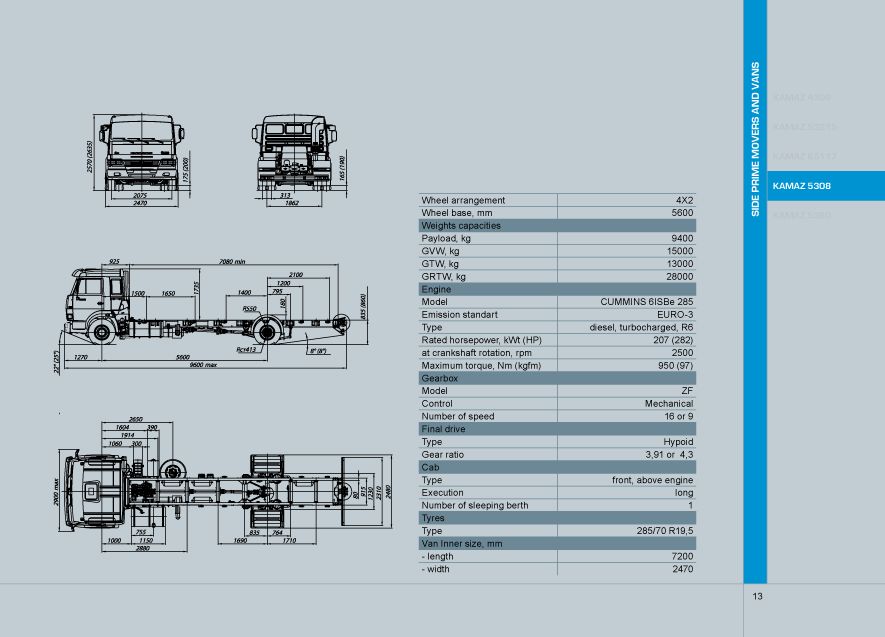 SIDE PRIME MOVERS AND VANS
KAMAZ 4308
KAMAZ 65117
KAMAZ 5308
KAMAZ 5360
2570 (2635)
175 (200)
2075
2470
165 (190)
313
1862
925
7080 min
2100
1200
795
1500
1650
1735
1400
R550
180
835 (860)
Rст413
8° (8°)
22° (25°)
1270
5600
9600 max
2650
1604
390
1914
1060
300
2900 max
80
915
1230
2310
2480
755
1000
1150
2880
835
764
1690
1710
Wheel arrangement 4X2
Wheel base, mm 5600
Weights capacities
Payload, kg 9400
GVW, kg 15000
GTW, kg 13000
GRTW, kg 28000
Engine
Model CUMMINS 6ISBe 285
Emission standart EURO-3
Type diesel, turbocharged, R6
Rated horsepower, kWt (HP) 207 (282)
at crankshaft rotation, rpm 2500
Maximum torque, Nm (kgfm) 950 (97)
Gearbox
Model ZF
Control Mechanical
Number of speed 16 or 9
Final drive
Type Hypoid
Gear ratio 3,91 or 4,3
Cab
Type front, above engine
Execution long
Number of sleeping berth 1
Tyres
Type 285/70 R19,5
Van Inner size, mm
- length 7200
- width 2470
13